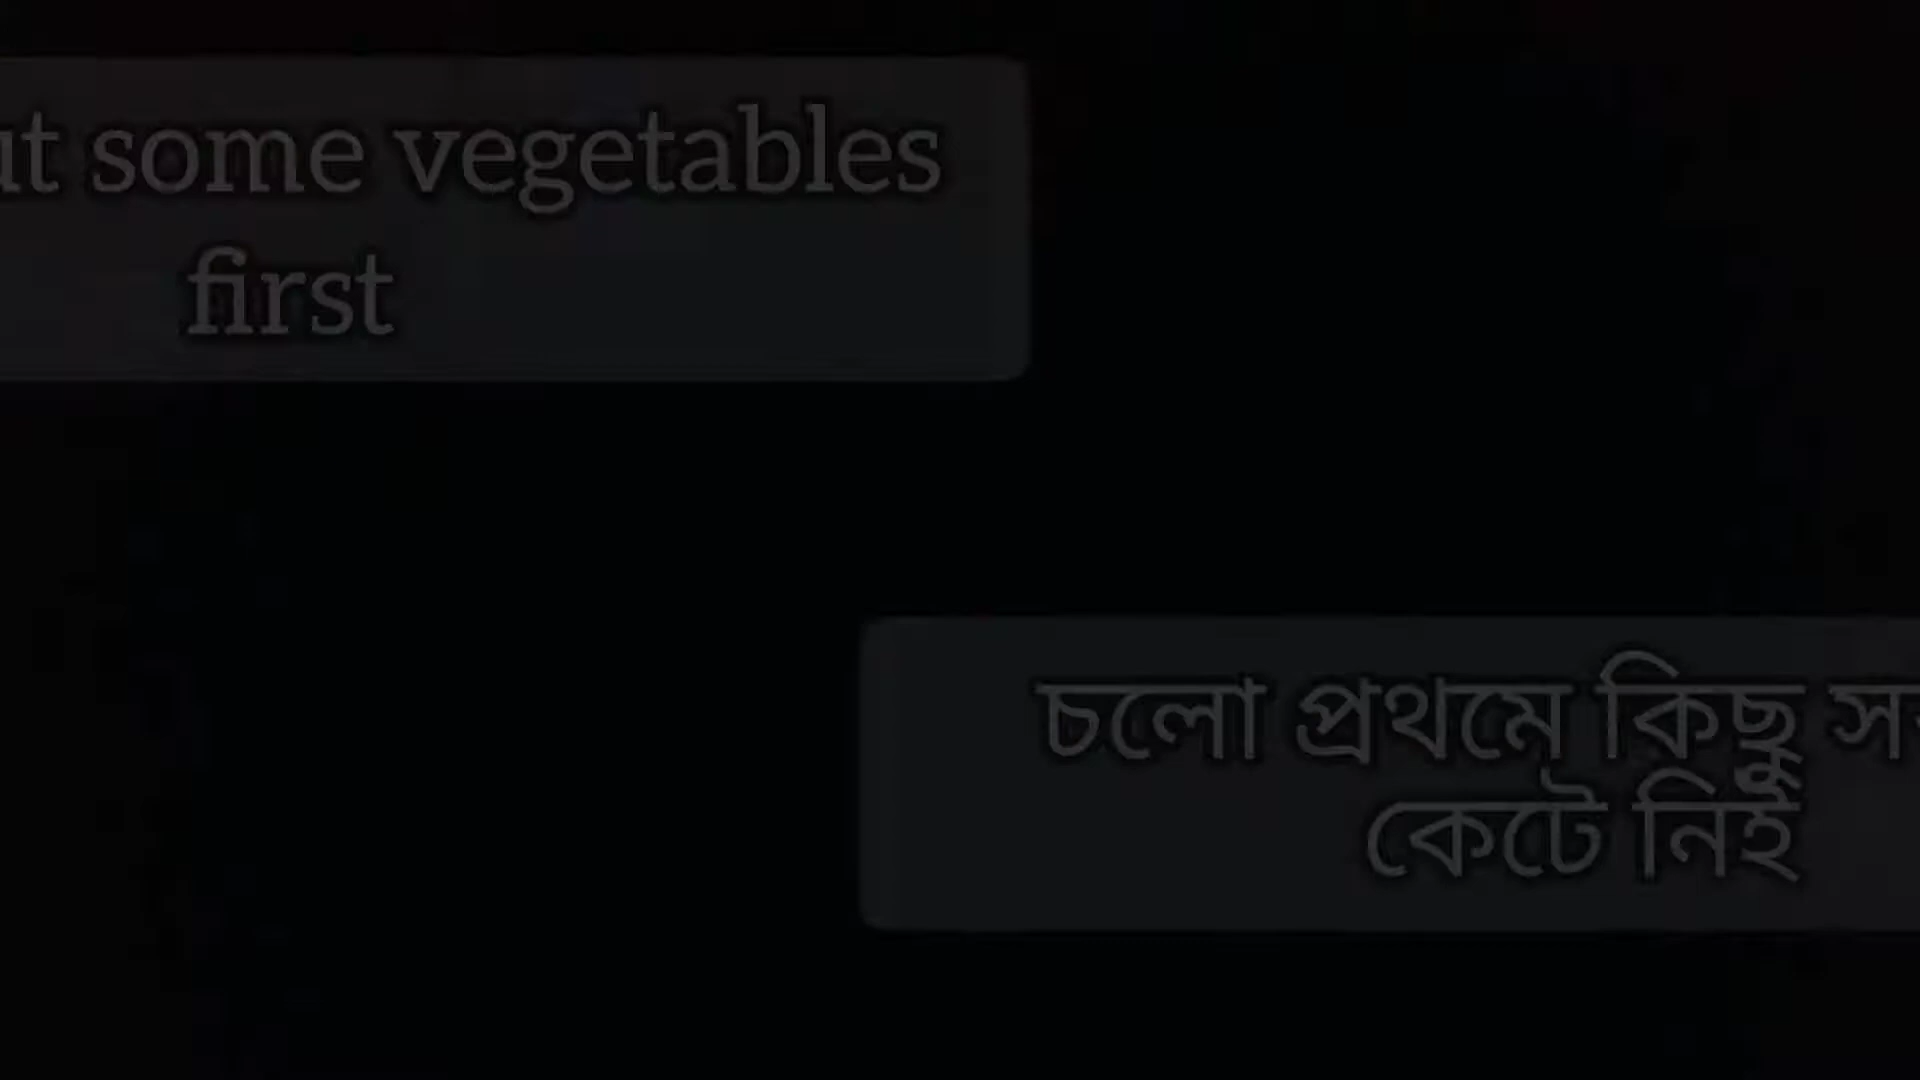 some vegetables
first
চলো প্রথমে কিছু
কেটে নিই